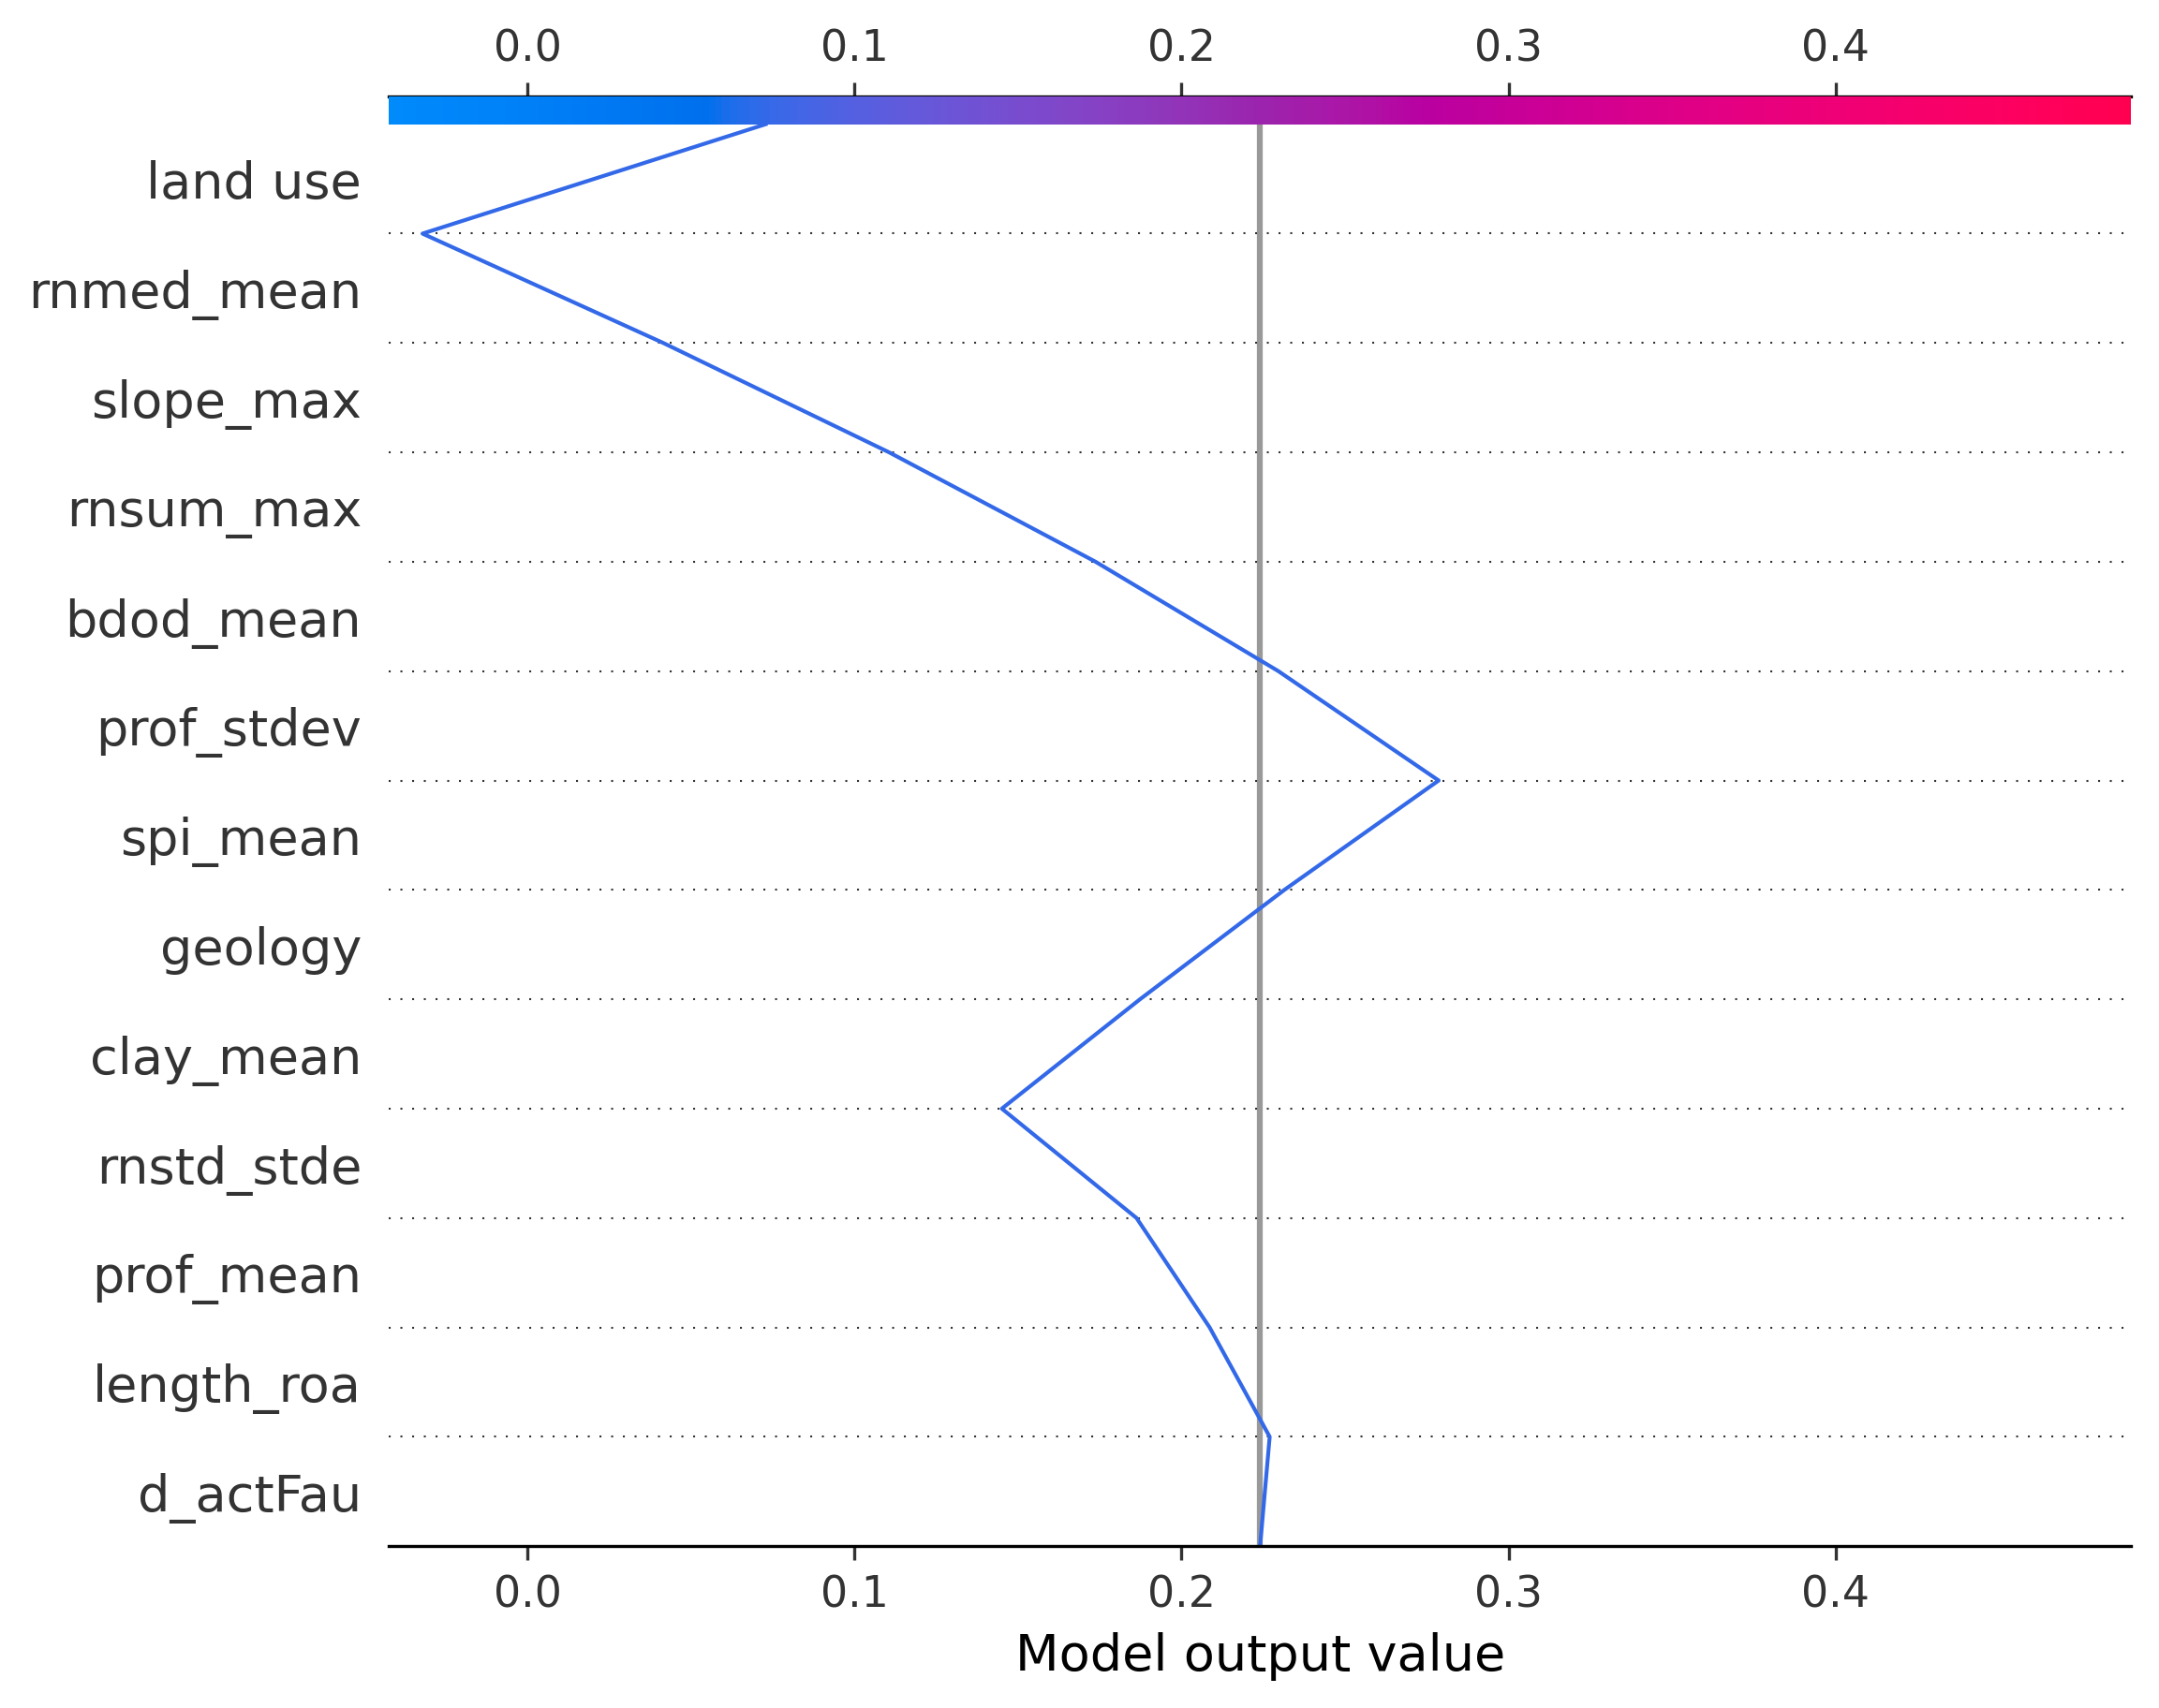 0.0 0.1 0.2 0.3 0.4
land use
rnmed_mean
slope_max
rnsum_max
bdod_mean
prof_stdev
spi_mean
geology
clay_mean
rnstd_stde
prof_mean
length_roa
d_actFau
0.0 0.1 0.2 0.3 0.4
Model output value